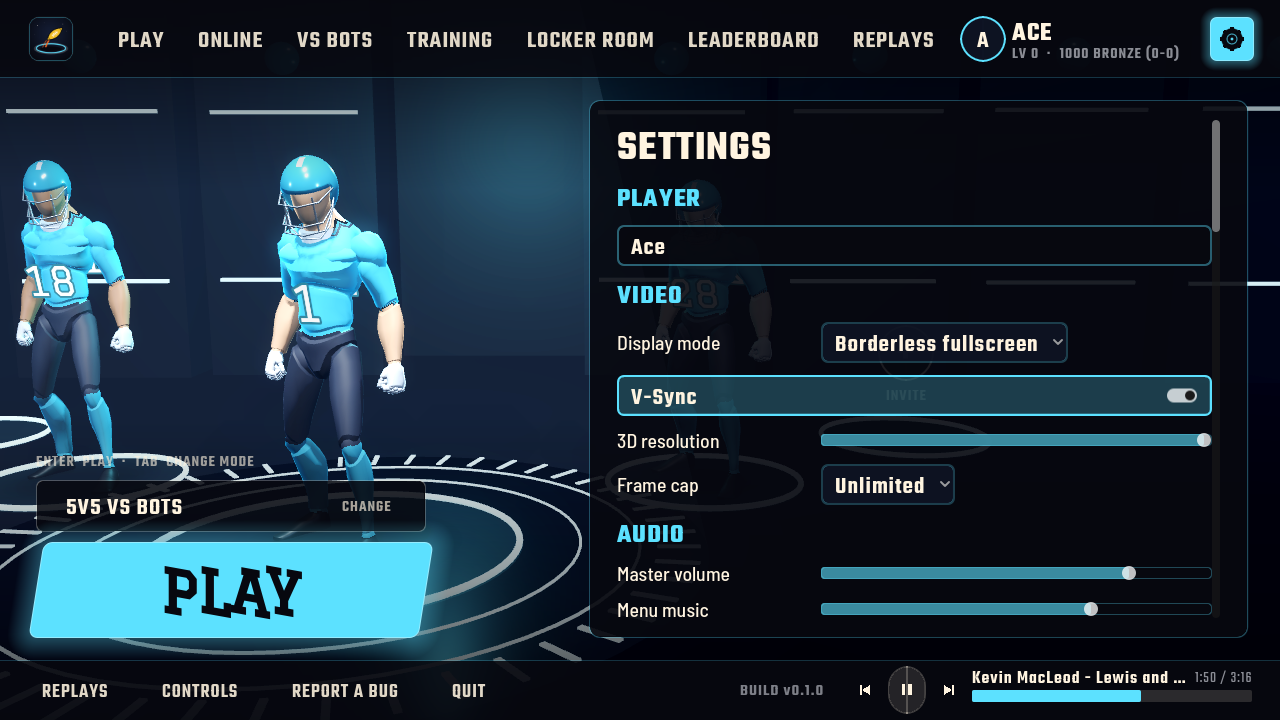 PLAY ONLINE VS BOTS TRAINING LOCKER ROOM LEADERBOARD REPLAYS A ACE
LV 0 · 1000 BRONZE (0-0)
SETTINGS
PLAYER
Ace
VIDEO
Display mode Borderless fullscreen
V-Sync
INVITE
3D resolution
Frame cap Unlimited
AUDIO
Master volume
Menu music
18
1
28
ENTER PLAY · TAB CHANGE MODE
5V5 VS BOTS CHANGE
PLAY
REPLAYS CONTROLS REPORT A BUG QUIT BUILD v0.1.0
Kevin MacLeod - Lewis and ... 1:50 / 3:16